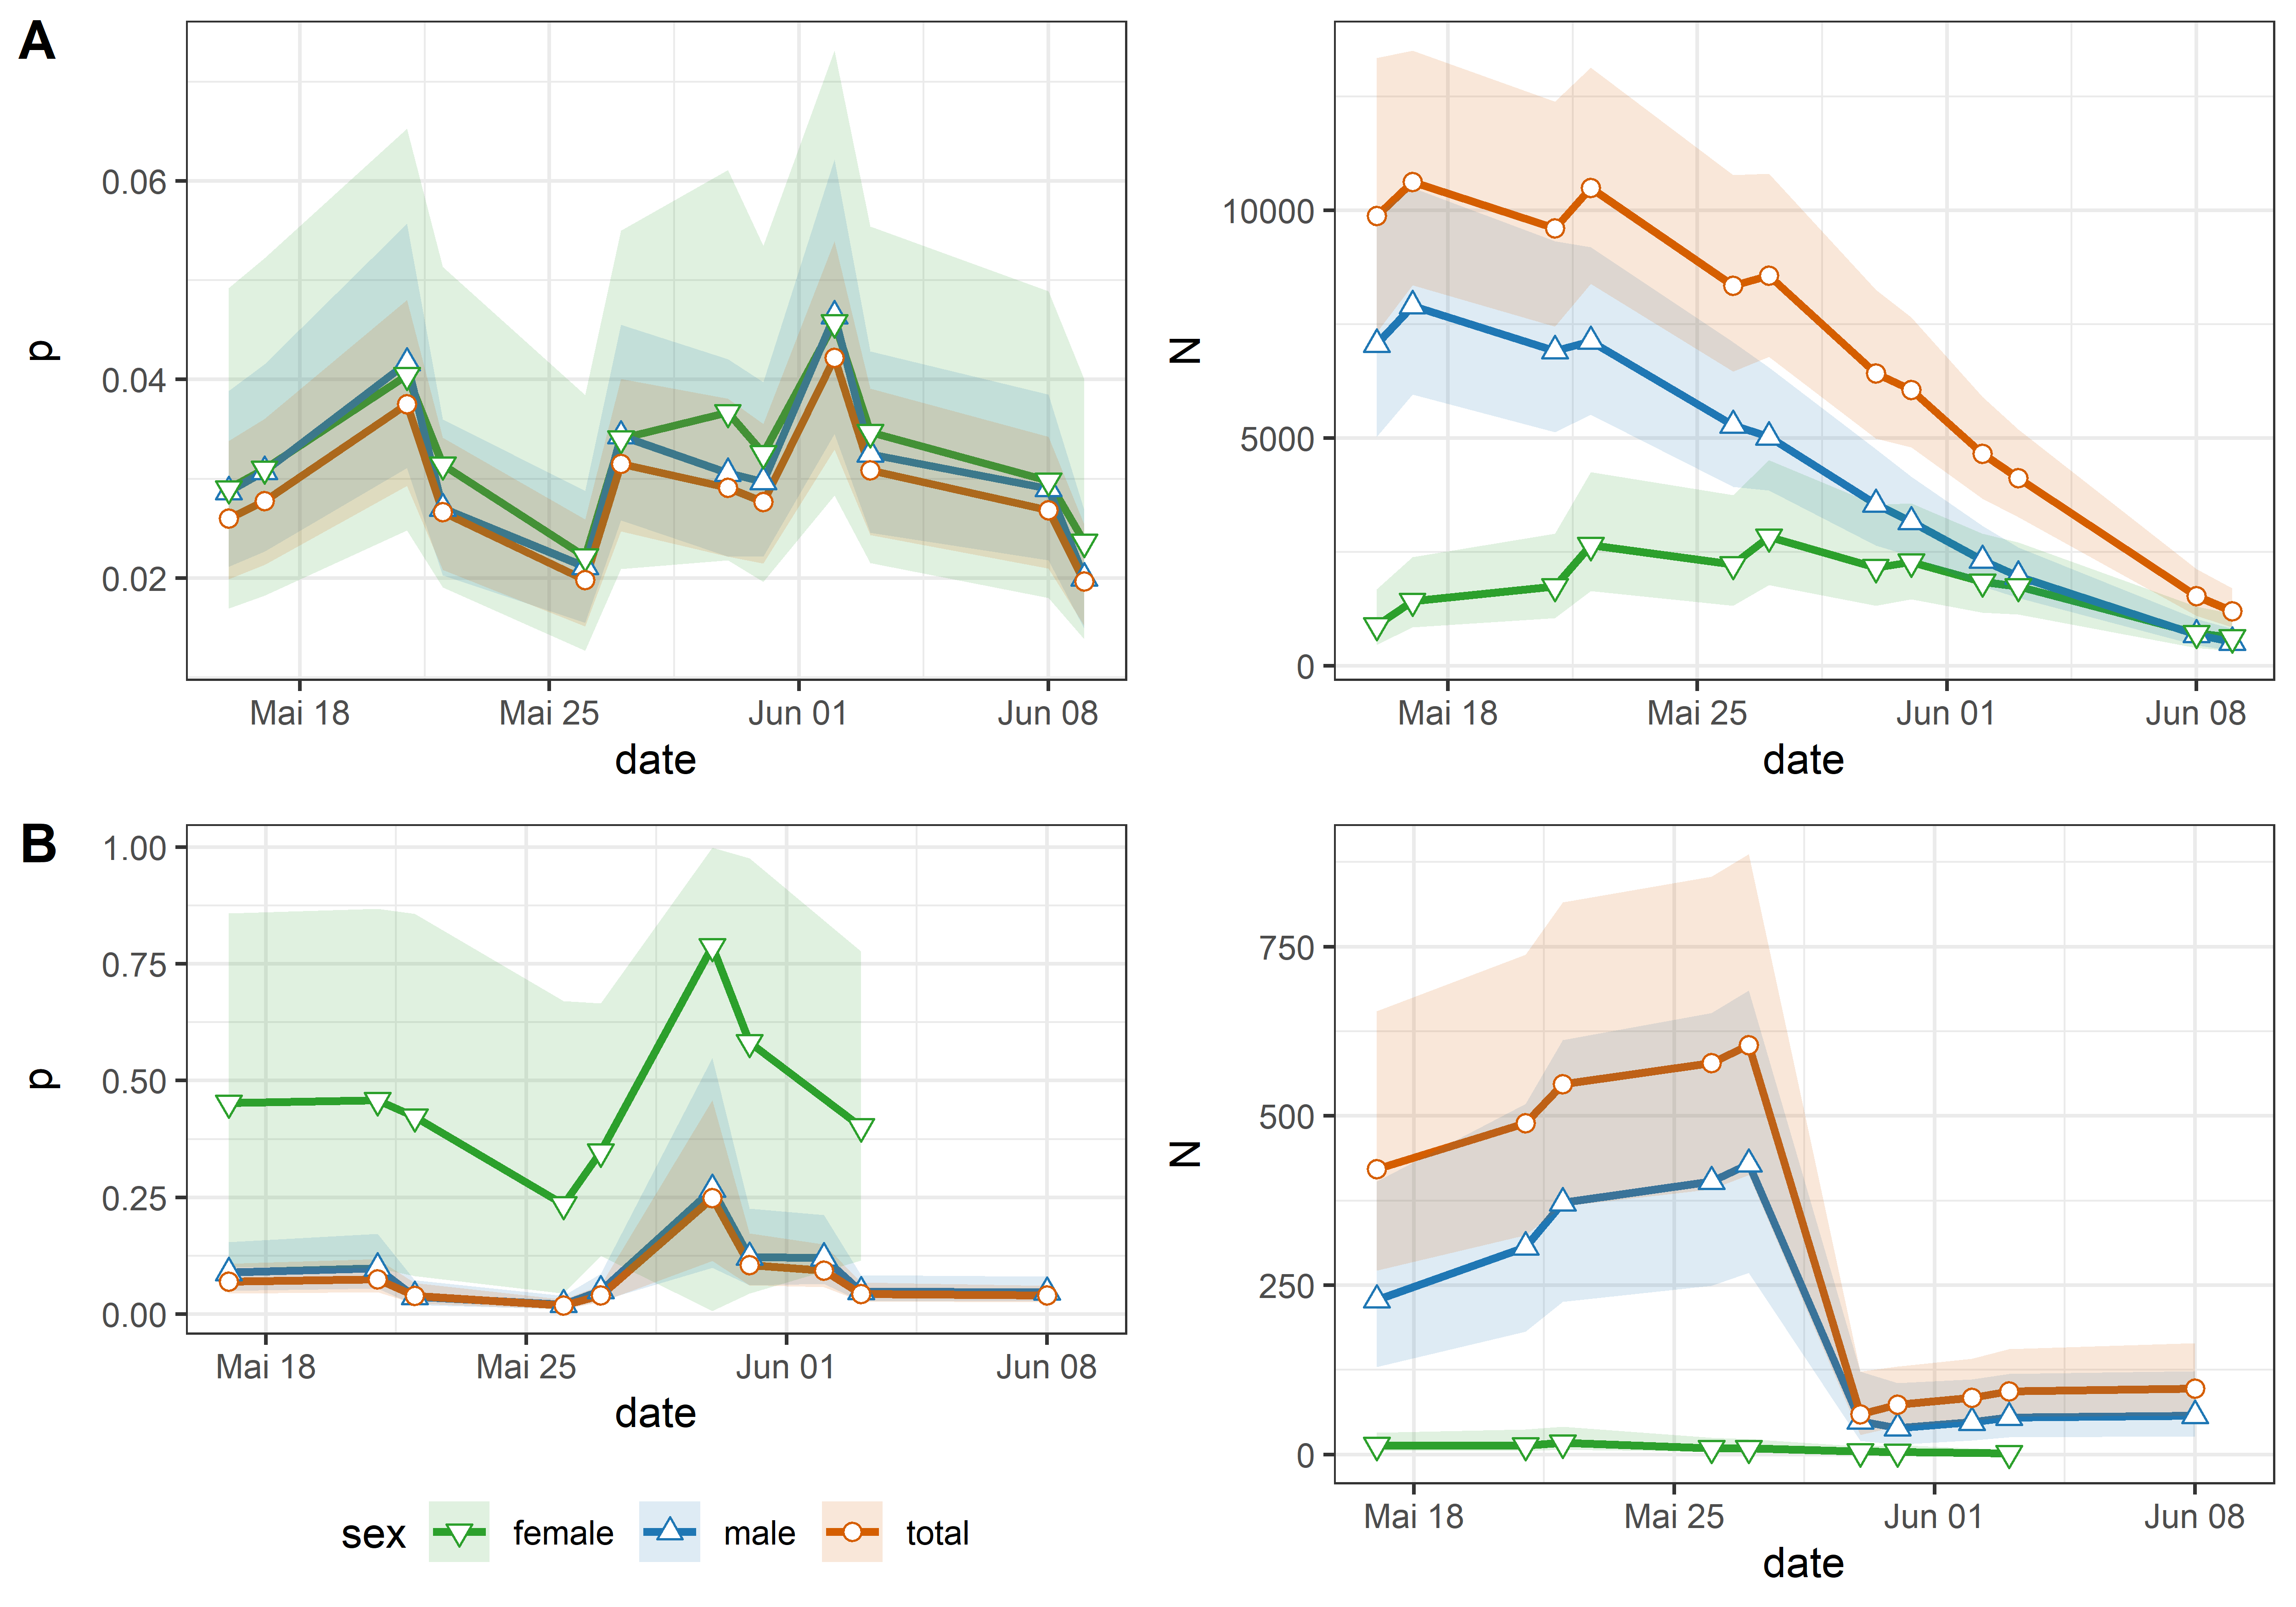 A
p
0.06
0.04
0.02
Mai 18 Mai 25 Jun 01 Jun 08
date
N
10000
5000
0
Mai 18 Mai 25 Jun 01 Jun 08
date
B
p
1.00
0.75
0.50
0.25
0.00
Mai 18 Mai 25 Jun 01 Jun 08
date
N
750
500
250
0
Mai 18 Mai 25 Jun 01 Jun 08
date
sex female male total